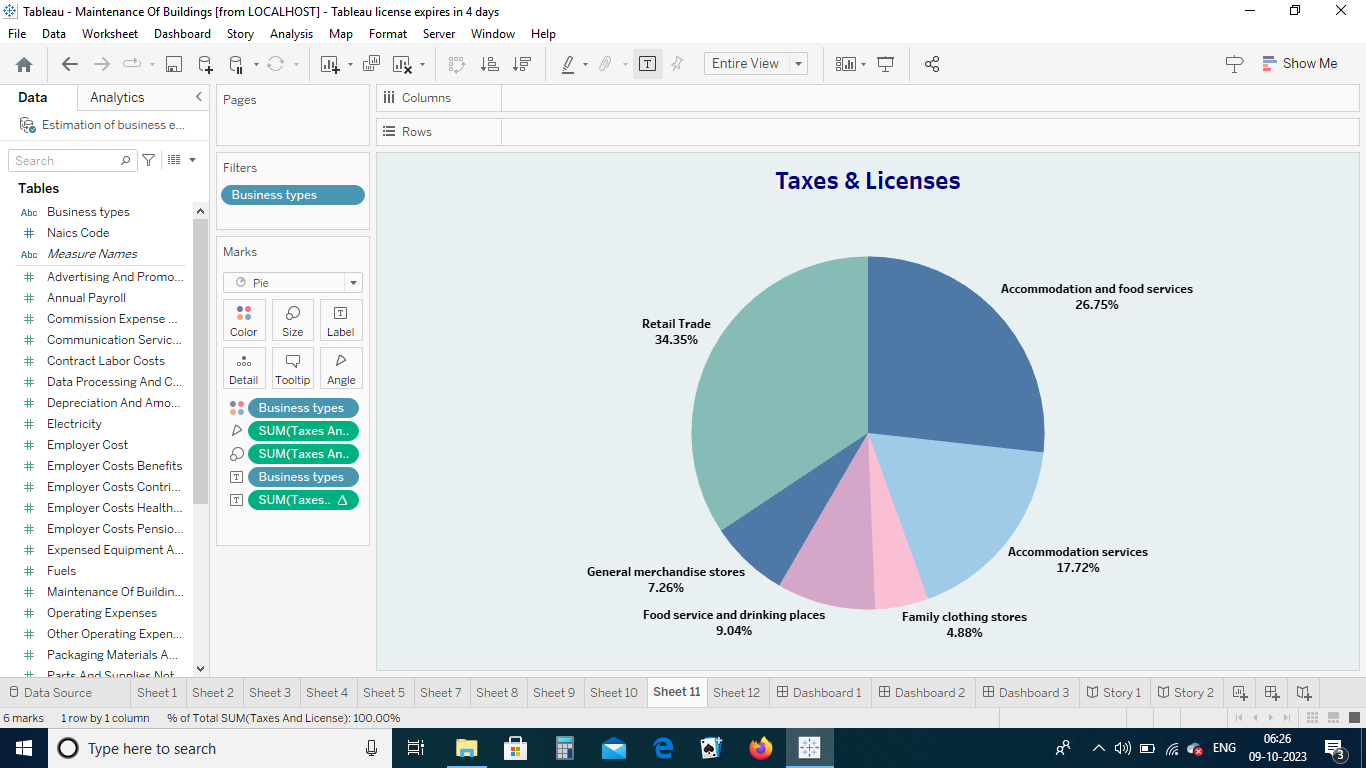 Tableau - Maintenance Of Buildings [from LOCALHOST] - Tableau license expires in 4 days
File Data Worksheet Dashboard Story Analysis Map Format Server Window Help
Entire View
Show Me
Data Analytics
Estimation of business e...
Search
Tables
Abc Business types
# Naics Code
Abc Measure Names
# Advertising And Promo...
# Annual Payroll
# Commission Expense ...
# Communication Servic...
# Contract Labor Costs
# Data Processing And C...
# Depreciation And Amo...
# Electricity
# Employer Cost
# Employer Costs Benefits
# Employer Costs Contri...
# Employer Costs Health...
# Employer Costs Pensio...
# Expensed Equipment A...
# Fuels
# Maintenance Of Buildin...
# Operating Expenses
# Other Operating Expen...
# Packaging Materials A...
# Parts And Supplies Not
Pages
Filters
Business types
Marks
Pie
Color Size Label
Detail Tooltip Angle
Business types
SUM(Taxes An..
SUM(Taxes An..
Business types
SUM(Taxes.. Δ
Columns
Rows
Taxes & Licenses
Accommodation and food services
26.75%
Retail Trade
34.35%
Accommodation services
17.72%
General merchandise stores
7.26%
Food service and drinking places
9.04%
Family clothing stores
4.88%
Data Source Sheet 1 Sheet 2 Sheet 3 Sheet 4 Sheet 5 Sheet 7 Sheet 8 Sheet 9 Sheet 10 Sheet 11 Sheet 12 Dashboard 1 Dashboard 2 Dashboard 3 Story 1 Story 2
6 marks 1 row by 1 column % of Total SUM(Taxes And License): 100.00%
Type here to search
ENG
06:26
09-10-2023
3